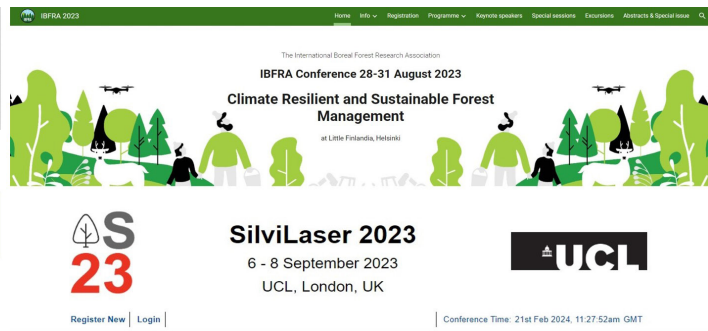 IBFRA 2023
Home Info Registration Programme Keynote speakers Special sessions Excursions Abstracts & Special Issue
The International Boreal Forest Research Association
IBFRA Conference 28-31 August 2023
Climate Resilient and Sustainable Forest
Management
at Little Finlandia, Helsinki
S
23
SilviLaser 2023
6 - 8 September 2023
UCL, London, UK
UCL
Register New Login
Conference Time: 21st Feb 2024, 11:27:52am GMT